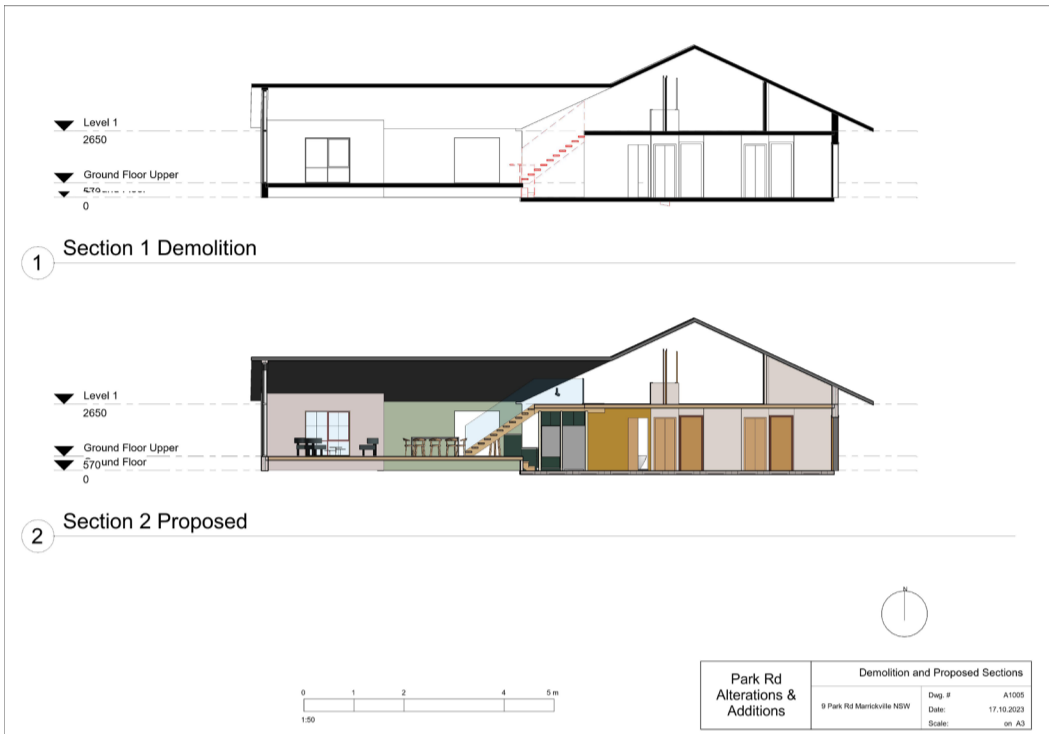 Level 1
2650
Ground Floor Upper
0
1
Section 1 Demolition
Level 1
2650
Ground Floor Upper
570
0
2
Section 2 Proposed
N
0 1 2 4 5 m
1:50
Park Rd
Alterations &
Additions
Demolition and Proposed Sections
9 Park Rd Marrickville NSW
Dwg. # A1005
Date: 17.10.2023
Scale: on A3